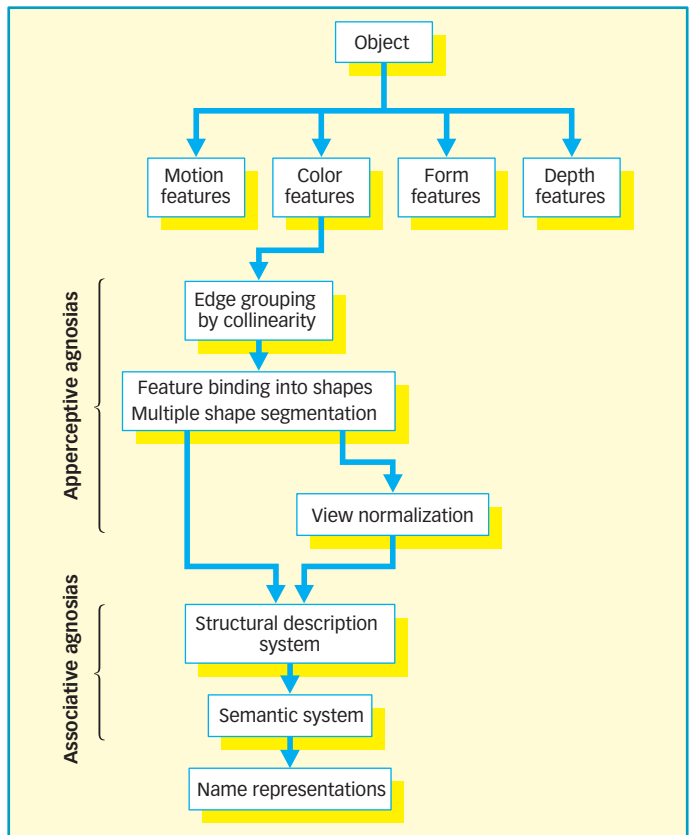 Object
Motion
features
Color
features
Form
features
Depth
features
Apperceptive agnosias
Edge grouping
by collinearity
Feature binding into shapes
Multiple shape segmentation
View normalization
Associative agnosias
Structural description
system
Semantic system
Name representations